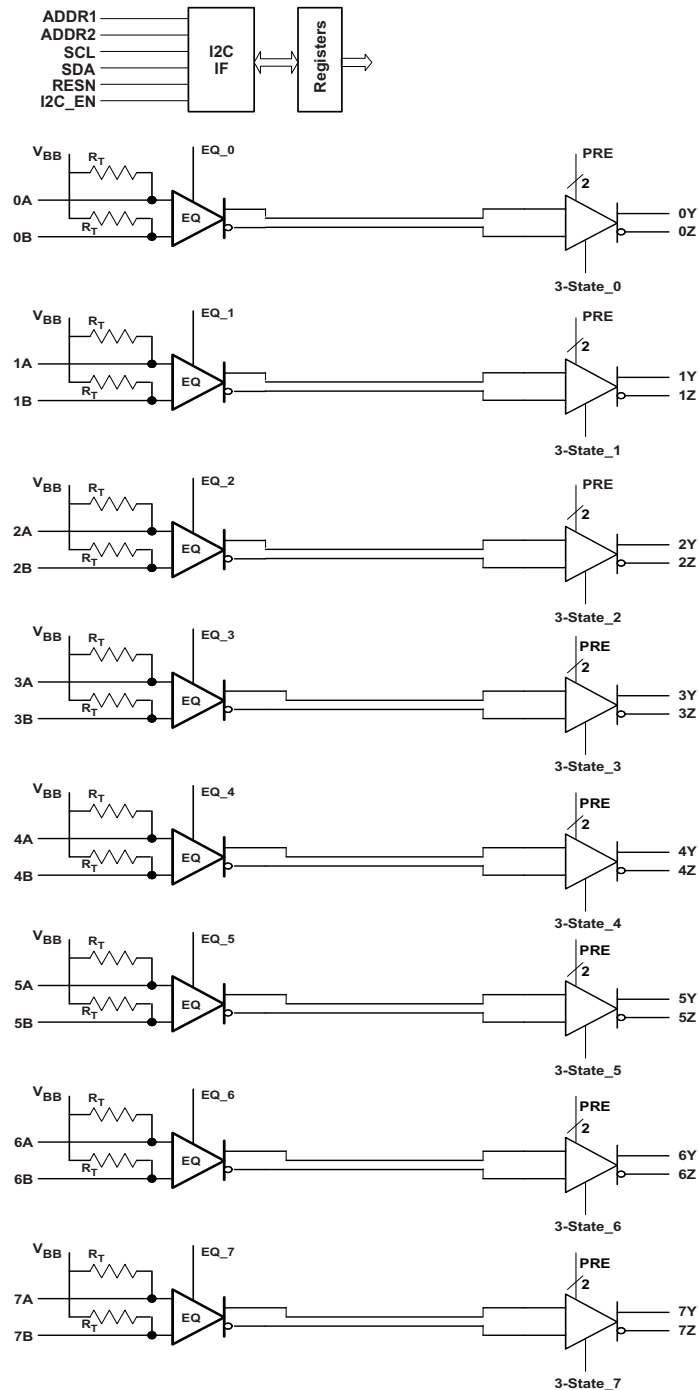 ADDR1
ADDR2
SCL
SDA
RESN
I2C_EN
I2C
IF
Registers
VBB
RT
EQ_0
PRE
2
0A
EQ
0Y
0B
RT
0Z
3-State_0
VBB
RT
EQ_1
PRE
2
1A
EQ
1Y
1B
RT
1Z
3-State_1
VBB
RT
EQ_2
PRE
2
2A
EQ
2Y
2B
RT
2Z
3-State_2
VBB
RT
EQ_3
PRE
2
3A
EQ
3Y
3B
RT
3Z
3-State_3
VBB
RT
EQ_4
PRE
2
4A
EQ
4Y
4B
RT
4Z
3-State_4
VBB
RT
EQ_5
PRE
2
5A
EQ
5Y
5B
RT
5Z
3-State_5
VBB
RT
EQ_6
PRE
2
6A
EQ
6Y
6B
RT
6Z
3-State_6
VBB
RT
EQ_7
PRE
2
7A
EQ
7Y
7B
RT
7Z
3-State_7